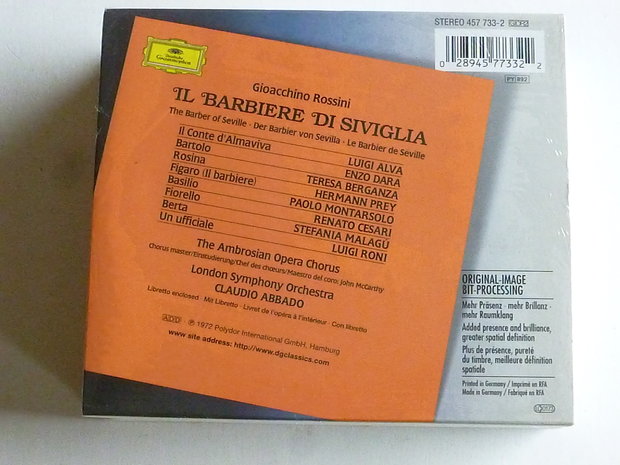 STEREO 457 733-2 GH 2
0 28945 77332 2
PY 892
Deutsche
Grammophon
Gioacchino Rossini
IL BARBIERE DI SIVIGLIA
The Barber of Seville · Der Barbier von Sevilla · Le Barbier de Séville
Il Conte d'Almaviva LUIGI ALVA
Bartolo ENZO DARA
Rosina TERESA BERGANZA
Figaro (Il barbiere) HERMANN PREY
Basilio PAOLO MONTARSOLO
Fiorello RENATO CESARI
Berta STEFANIA MALAGÚ
Un ufficiale LUIGI RONI
The Ambrosian Opera Chorus
Chorus master/Einstudierung/Chef des chœurs/Maestro del coro: John McCarthy
London Symphony Orchestra
CLAUDIO ABBADO
Libretto enclosed · Mit Libretto · Livret de l'opéra à l'intérieur · Con libretto
ADD ℗ 1972 Polydor International GmbH, Hamburg
www site address: http://www.dgclassics.com
ORIGINAL-IMAGE
BIT-PROCESSING
Mehr Präsenz · mehr Brillanz ·
mehr Raumklang
Added presence and brilliance,
greater spatial definition
Plus de présence, pureté
du timbre, meilleure définition
spatiale
Printed in Germany / Imprimé en RFA
Made in Germany / Fabriqué en RFA